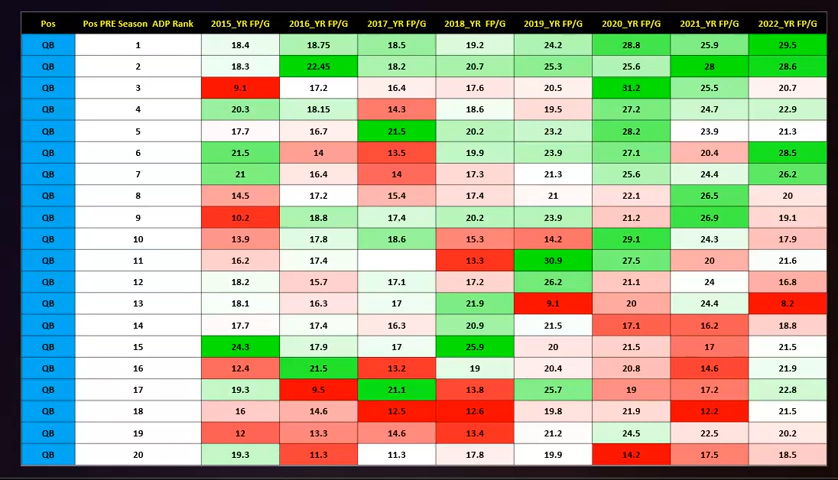 Pos Pos PRE Season ADP Rank 2015_YR FP/G 2016_YR FP/G 2017_YR FP/G 2018_YR FP/G 2019_YR FP/G 2020_YR FP/G 2021_YR FP/G 2022_YR FP/G
QB 1 18.4 18.75 18.5 19.2 24.2 28.8 25.9 29.5
QB 2 18.3 22.45 18.2 20.7 25.3 25.6 28 28.6
QB 3 9.1 17.2 16.4 17.6 20.5 31.2 25.5 20.7
QB 4 20.3 18.15 14.3 18.6 19.5 27.2 24.7 22.9
QB 5 17.7 16.7 21.5 20.2 23.2 28.2 23.9 21.3
QB 6 21.5 14 13.5 19.9 23.9 27.1 20.4 28.5
QB 7 21 16.4 14 17.3 21.3 25.6 24.4 26.2
QB 8 14.5 17.2 15.4 17.4 21 22.1 26.5 20
QB 9 10.2 18.8 17.4 20.2 23.9 21.2 26.9 19.1
QB 10 13.9 17.8 18.6 15.3 14.2 29.1 24.3 17.9
QB 11 16.2 17.4 13.3 30.9 27.5 20 21.6
QB 12 18.2 15.7 17.1 17.2 26.2 21.1 24 16.8
QB 13 18.1 16.3 17 21.9 9.1 20 24.4 8.2
QB 14 17.7 17.4 16.3 20.9 21.5 17.1 16.2 18.8
QB 15 24.3 17.9 17 25.9 20 21.5 17 21.5
QB 16 12.4 21.5 13.2 19 20.4 20.8 14.6 21.9
QB 17 19.3 9.5 21.1 13.8 25.7 19 17.2 22.8
QB 18 16 14.6 12.5 12.6 19.8 21.9 12.2 21.5
QB 19 12 13.3 14.6 13.4 21.2 24.5 22.5 20.2
QB 20 19.3 11.3 11.3 17.8 19.9 14.2 17.5 18.5